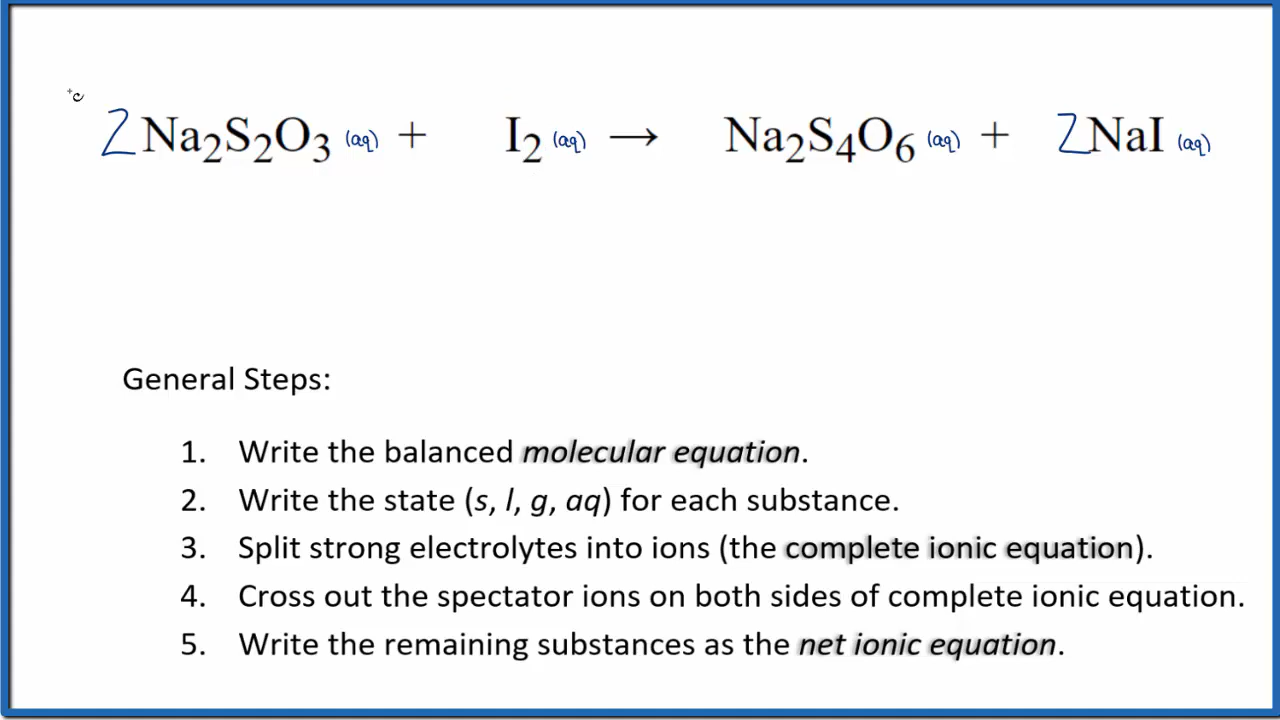 2Na₂S₂O₃ (aq) + I₂ (aq) → Na₂S₄O₆ (aq) + 2NaI (aq)
General Steps:
1. Write the balanced molecular equation.
2. Write the state (s, l, g, aq) for each substance.
3. Split strong electrolytes into ions (the complete ionic equation).
4. Cross out the spectator ions on both sides of complete ionic equation.
5. Write the remaining substances as the net ionic equation.